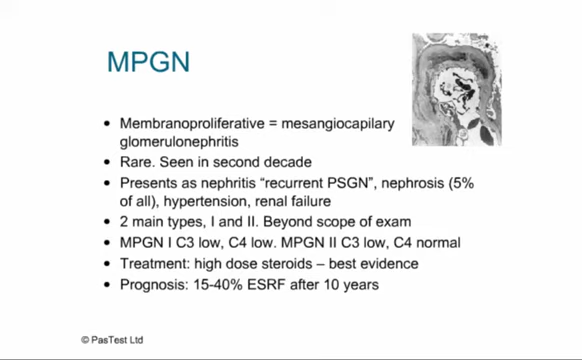 MPGN
• Membranoproliferative = mesangiocapilary
glomerulonephritis
• Rare. Seen in second decade
• Presents as nephritis “recurrent PSGN”, nephrosis (5%
of all), hypertension, renal failure
• 2 main types, I and II. Beyond scope of exam
• MPGN I C3 low, C4 low. MPGN II C3 low, C4 normal
• Treatment: high dose steroids – best evidence
• Prognosis: 15-40% ESRF after 10 years
© PasTest Ltd